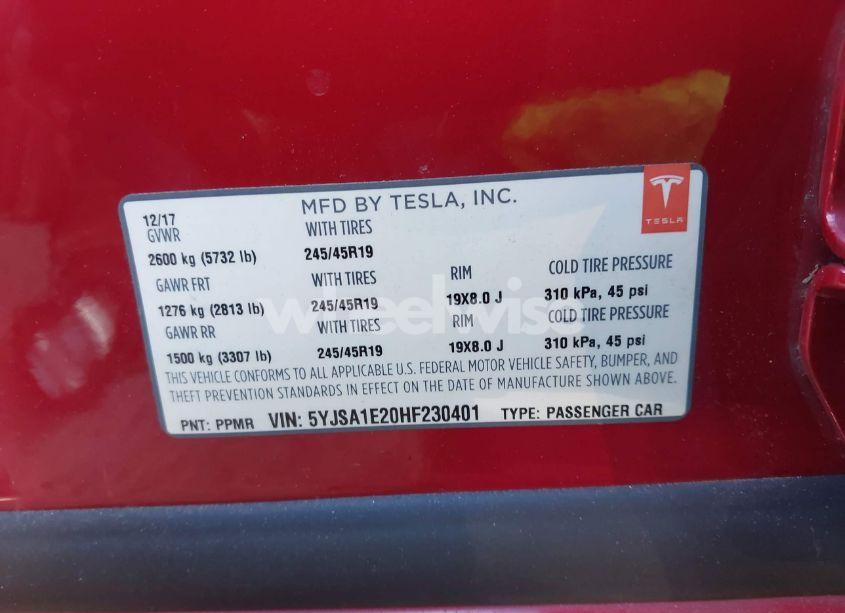 MFD BY TESLA, INC.
TESLA
12/17
GVWR WITH TIRES
2600 kg (5732 lb) 245/45R19
GAWR FRT WITH TIRES RIM COLD TIRE PRESSURE
1276 kg (2813 lb) 245/45R19 19X8.0 J 310 kPa, 45 psi
GAWR RR WITH TIRES RIM COLD TIRE PRESSURE
1500 kg (3307 lb) 245/45R19 19X8.0 J 310 kPa, 45 psi
THIS VEHICLE CONFORMS TO ALL APPLICABLE U.S. FEDERAL MOTOR VEHICLE SAFETY, BUMPER, AND
THEFT PREVENTION STANDARDS IN EFFECT ON THE DATE OF MANUFACTURE SHOWN ABOVE.
PNT: PPMR VIN: 5YJSA1E20HF230401 TYPE: PASSENGER CAR
wheelwise